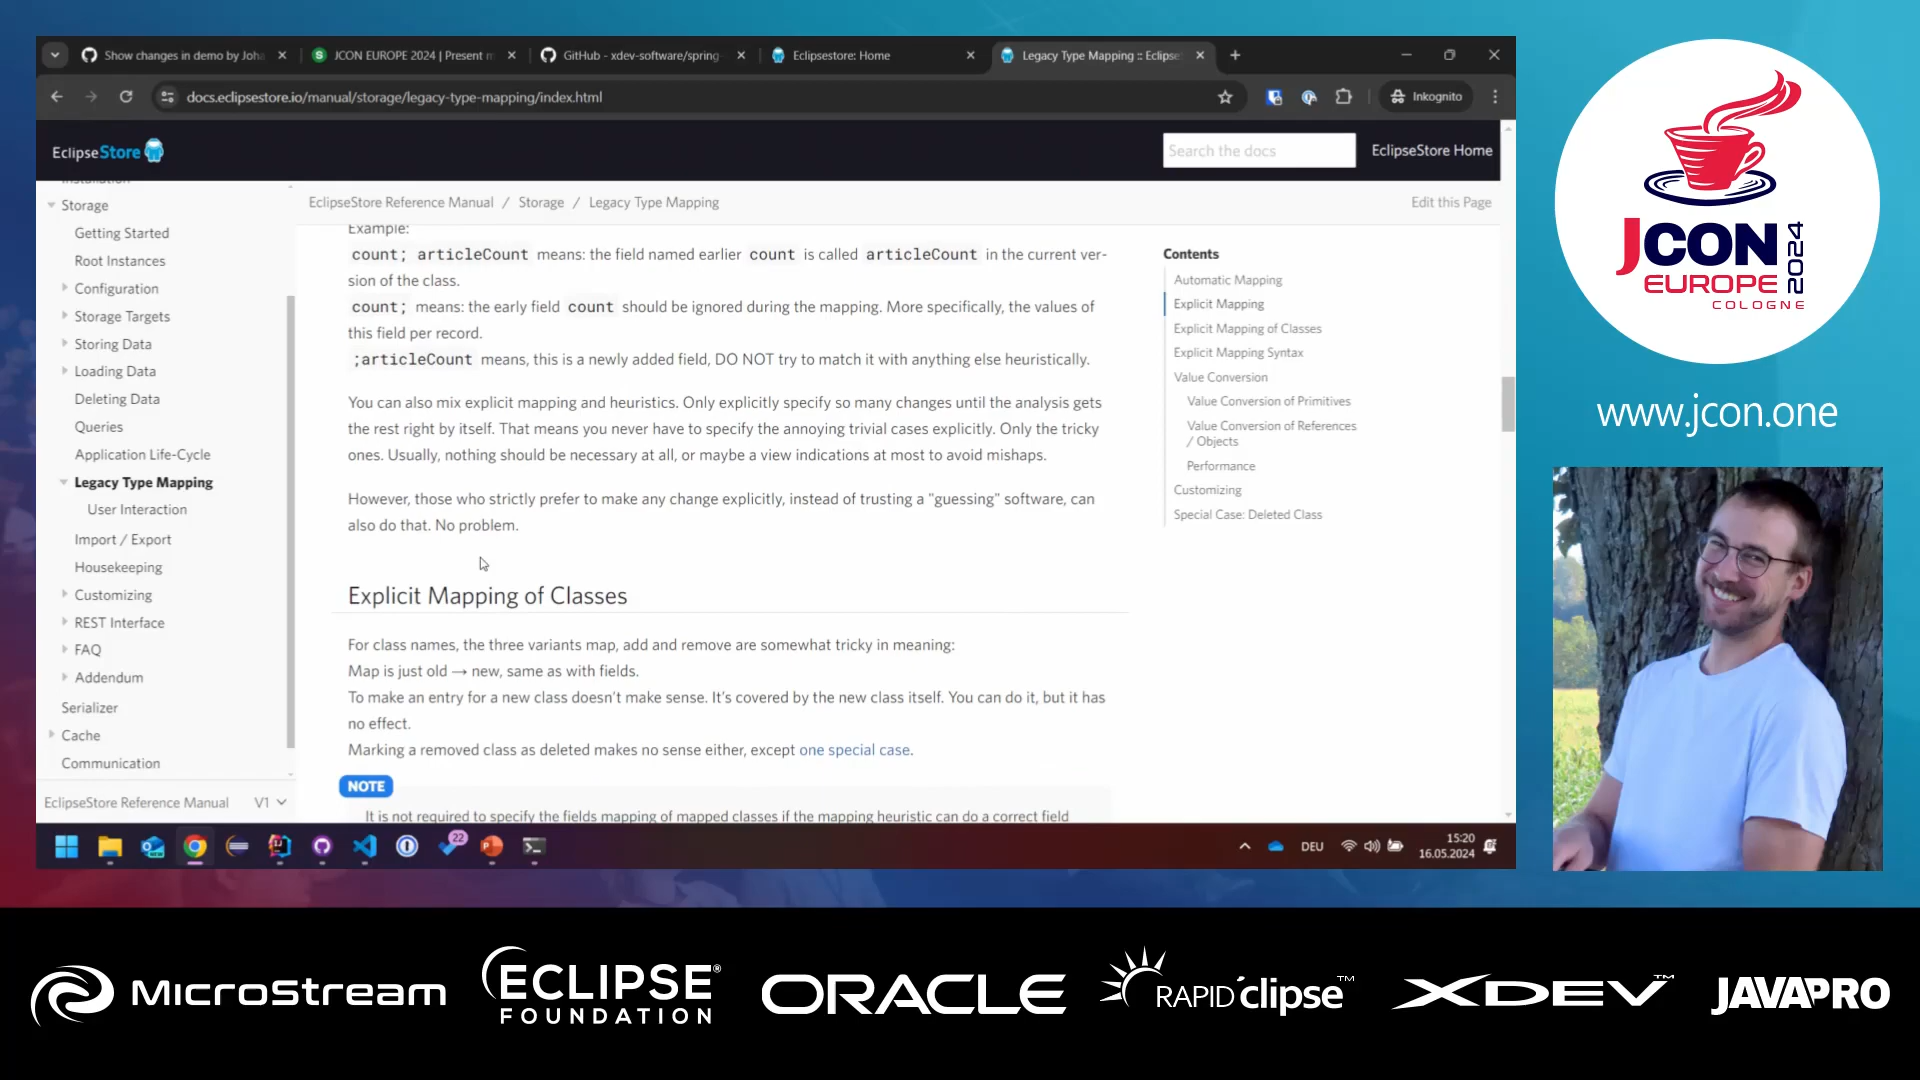 Show changes in demo by Joha
JCON EUROPE 2024 | Present m
GitHub - xdev-software/spring-
Eclipsestore: Home
Legacy Type Mapping :: Eclipse
docs.eclipsestore.io/manual/storage/legacy-type-mapping/index.html
Inkognito
EclipseStore
Search the docs
EclipseStore Home
Storage
Getting Started
Root Instances
Configuration
Storage Targets
Storing Data
Loading Data
Deleting Data
Queries
Application Life-Cycle
Legacy Type Mapping
User Interaction
Import / Export
Housekeeping
Customizing
REST Interface
FAQ
Addendum
Serializer
Cache
Communication
EclipseStore Reference Manual V1
EclipseStore Reference Manual / Storage / Legacy Type Mapping
Edit this Page
Example:
count; articleCount means: the field named earlier count is called articleCount in the current ver-
sion of the class.
count; means: the early field count should be ignored during the mapping. More specifically, the values of
this field per record.
;articleCount means, this is a newly added field, DO NOT try to match it with anything else heuristically.
You can also mix explicit mapping and heuristics. Only explicitly specify so many changes until the analysis gets
the rest right by itself. That means you never have to specify the annoying trivial cases explicitly. Only the tricky
ones. Usually, nothing should be necessary at all, or maybe a view indications at most to avoid mishaps.
However, those who strictly prefer to make any change explicitly, instead of trusting a "guessing" software, can
also do that. No problem.
Explicit Mapping of Classes
For class names, the three variants map, add and remove are somewhat tricky in meaning:
Map is just old → new, same as with fields.
To make an entry for a new class doesn't make sense. It's covered by the new class itself. You can do it, but it has
no effect.
Marking a removed class as deleted makes no sense either, except one special case.
NOTE
It is not required to specify the fields mapping of mapped classes if the mapping heuristic can do a correct field
Contents
Automatic Mapping
Explicit Mapping
Explicit Mapping of Classes
Explicit Mapping Syntax
Value Conversion
Value Conversion of Primitives
Value Conversion of References
/ Objects
Performance
Customizing
Special Case: Deleted Class
22
DEU
15:20
16.05.2024
JCON
EUROPE
COLOGNE
2024
www.jcon.one
MicroStream
ECLIPSE®
FOUNDATION
ORACLE
RAPID'clipse™
XDEV™
JAVAPRO